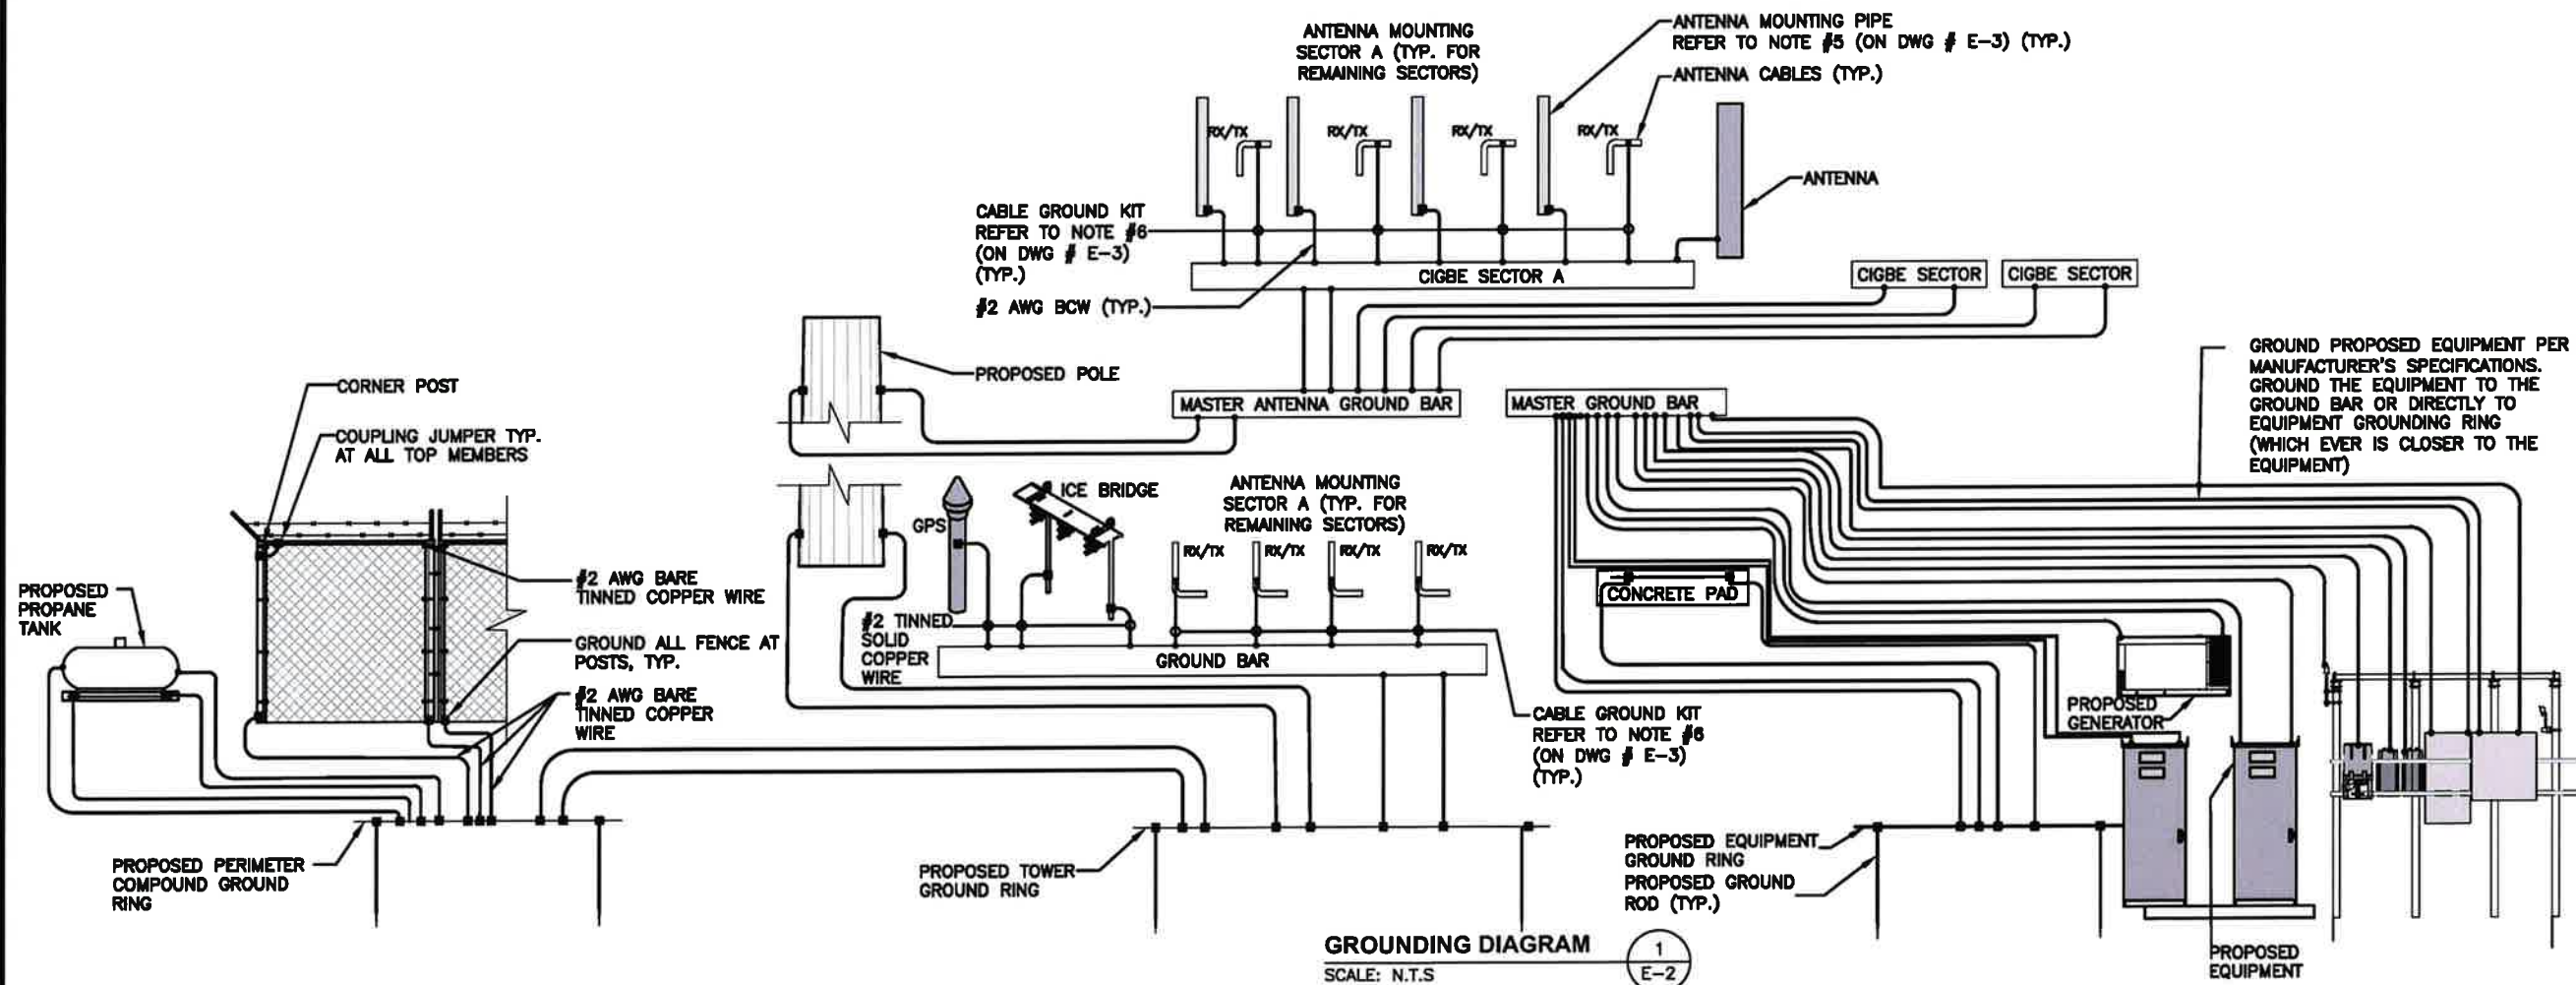 ANTENNA MOUNTING
SECTOR A (TYP. FOR
REMAINING SECTORS)
ANTENNA MOUNTING PIPE
REFER TO NOTE #5 (ON DWG # E-3) (TYP.)
ANTENNA CABLES (TYP.)
RX/TX
RX/TX
RX/TX
RX/TX
ANTENNA
CABLE GROUND KIT
REFER TO NOTE #6
(ON DWG # E-3)
(TYP.)
#2 AWG BCW (TYP.)
CIGBE SECTOR A
CIGBE SECTOR
CIGBE SECTOR
PROPOSED POLE
MASTER ANTENNA GROUND BAR
MASTER GROUND BAR
GROUND PROPOSED EQUIPMENT PER
MANUFACTURER'S SPECIFICATIONS.
GROUND THE EQUIPMENT TO THE
GROUND BAR OR DIRECTLY TO
EQUIPMENT GROUNDING RING
(WHICH EVER IS CLOSER TO THE
EQUIPMENT)
CORNER POST
COUPLING JUMPER TYP.
AT ALL TOP MEMBERS
GPS
ICE BRIDGE
ANTENNA MOUNTING
SECTOR A (TYP. FOR
REMAINING SECTORS)
RX/TX
RX/TX
RX/TX
RX/TX
PROPOSED
PROPANE
TANK
#2 AWG BARE
TINNED COPPER WIRE
GROUND ALL FENCE AT
POSTS, TYP.
#2 AWG BARE
TINNED COPPER
WIRE
#2 TINNED
SOLID
COPPER
WIRE
GROUND BAR
CONCRETE PAD
CABLE GROUND KIT
REFER TO NOTE #6
(ON DWG # E-3)
(TYP.)
PROPOSED
GENERATOR
PROPOSED PERIMETER
COMPOUND GROUND
RING
PROPOSED TOWER
GROUND RING
PROPOSED EQUIPMENT
GROUND RING
PROPOSED GROUND
ROD (TYP.)
PROPOSED
EQUIPMENT
GROUNDING DIAGRAM
SCALE: N.T.S
1
E-2